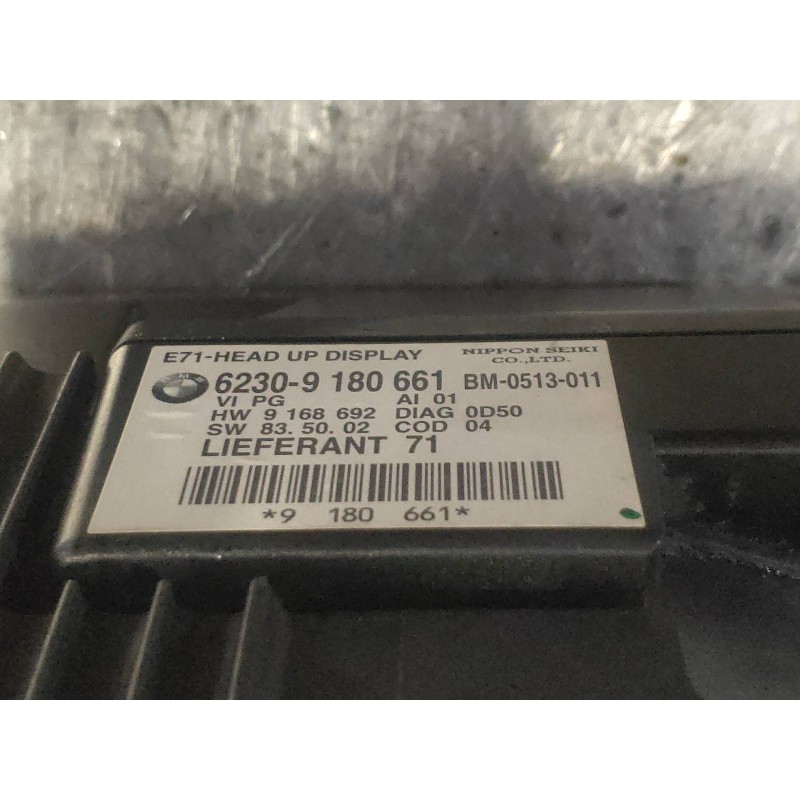 E71-HEAD UP DISPLAY NIPPON SEIKI CO.,LTD.
6230-9 180 661 BM-0513-011
VI PG AI 01
HW 9 168 692 DIAG 0D50
SW 83.50.02 COD 04
LIEFERANT 71
*9 180 661*